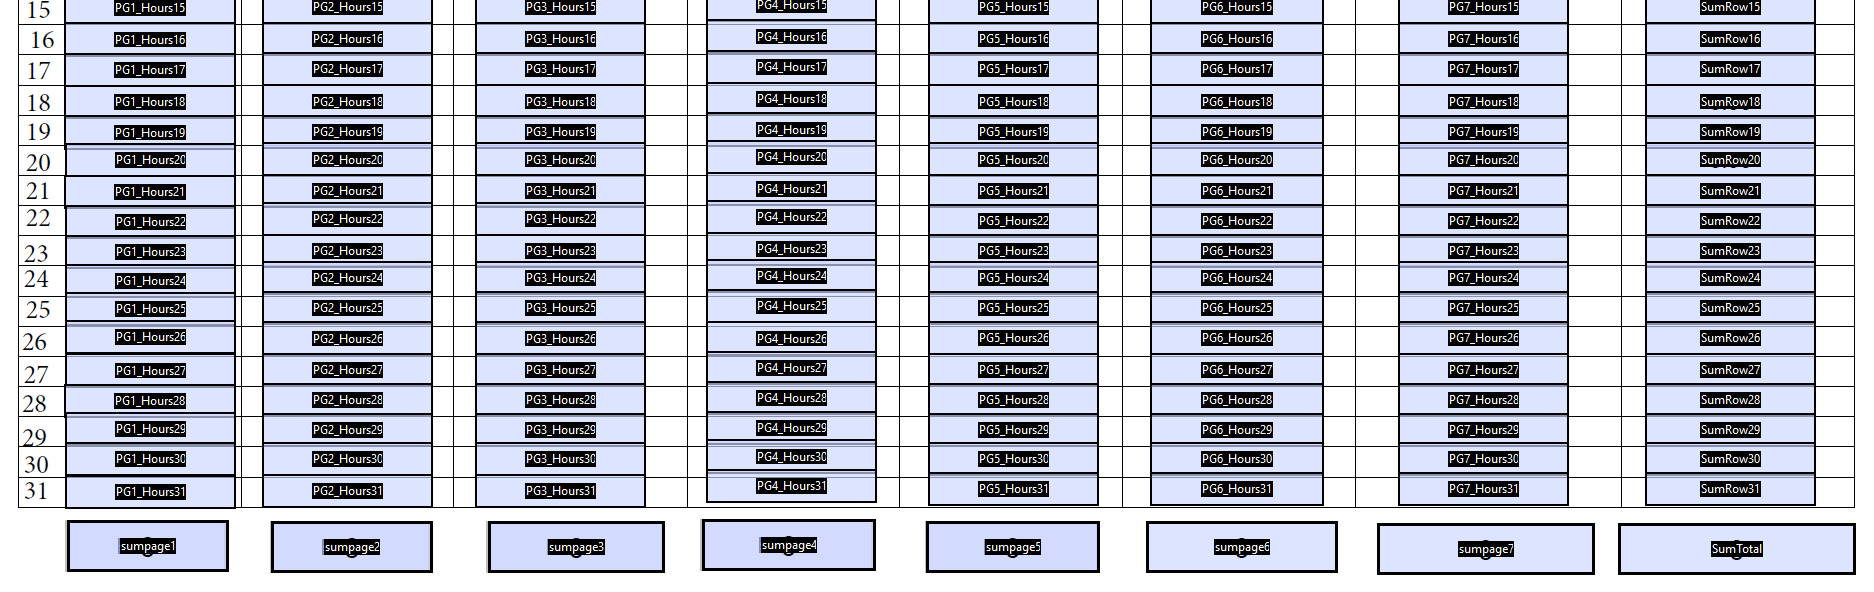 15 PG1_Hours15 PG2_Hours15 PG3_Hours15 PG4_Hours15 PG5_Hours15 PG6_Hours15 PG7_Hours15 SumRow15
16 PG1_Hours16 PG2_Hours16 PG3_Hours16 PG4_Hours16 PG5_Hours16 PG6_Hours16 PG7_Hours16 SumRow16
17 PG1_Hours17 PG2_Hours17 PG3_Hours17 PG4_Hours17 PG5_Hours17 PG6_Hours17 PG7_Hours17 SumRow17
18 PG1_Hours18 PG2_Hours18 PG3_Hours18 PG4_Hours18 PG5_Hours18 PG6_Hours18 PG7_Hours18 SumRow18
19 PG1_Hours19 PG2_Hours19 PG3_Hours19 PG4_Hours19 PG5_Hours19 PG6_Hours19 PG7_Hours19 SumRow19
20 PG1_Hours20 PG2_Hours20 PG3_Hours20 PG4_Hours20 PG5_Hours20 PG6_Hours20 PG7_Hours20 SumRow20
21 PG1_Hours21 PG2_Hours21 PG3_Hours21 PG4_Hours21 PG5_Hours21 PG6_Hours21 PG7_Hours21 SumRow21
22 PG1_Hours22 PG2_Hours22 PG3_Hours22 PG4_Hours22 PG5_Hours22 PG6_Hours22 PG7_Hours22 SumRow22
23 PG1_Hours23 PG2_Hours23 PG3_Hours23 PG4_Hours23 PG5_Hours23 PG6_Hours23 PG7_Hours23 SumRow23
24 PG1_Hours24 PG2_Hours24 PG3_Hours24 PG4_Hours24 PG5_Hours24 PG6_Hours24 PG7_Hours24 SumRow24
25 PG1_Hours25 PG2_Hours25 PG3_Hours25 PG4_Hours25 PG5_Hours25 PG6_Hours25 PG7_Hours25 SumRow25
26 PG1_Hours26 PG2_Hours26 PG3_Hours26 PG4_Hours26 PG5_Hours26 PG6_Hours26 PG7_Hours26 SumRow26
27 PG1_Hours27 PG2_Hours27 PG3_Hours27 PG4_Hours27 PG5_Hours27 PG6_Hours27 PG7_Hours27 SumRow27
28 PG1_Hours28 PG2_Hours28 PG3_Hours28 PG4_Hours28 PG5_Hours28 PG6_Hours28 PG7_Hours28 SumRow28
29 PG1_Hours29 PG2_Hours29 PG3_Hours29 PG4_Hours29 PG5_Hours29 PG6_Hours29 PG7_Hours29 SumRow29
30 PG1_Hours30 PG2_Hours30 PG3_Hours30 PG4_Hours30 PG5_Hours30 PG6_Hours30 PG7_Hours30 SumRow30
31 PG1_Hours31 PG2_Hours31 PG3_Hours31 PG4_Hours31 PG5_Hours31 PG6_Hours31 PG7_Hours31 SumRow31
sumpage1 sumpage2 sumpage3 sumpage4 sumpage5 sumpage6 sumpage7 SumTotal